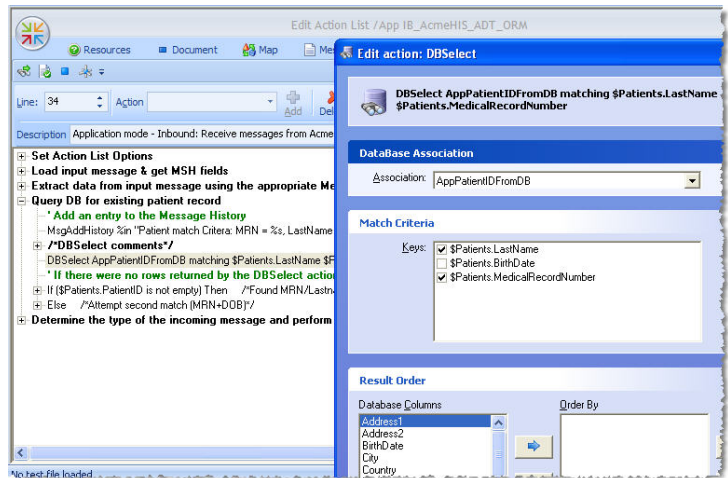 Edit Action List / App IB_AcmeHIS_ADT_ORM
Resources Document Map Me
Line: 34 Action Add Del
Description Application mode - Inbound: Receive messages from Acme
Set Action List Options
Load input message & get MSH fields
Extract data from input message using the appropriate Me
Query DB for existing patient record
' Add an entry to the Message History
MsgAddHistory %in "Patient match Critera: MRN = %s, LastName
/*DBSelect comments*/
DBSelect AppPatientIDFromDB matching $Patients.LastName $F
' If there were no rows returned by the DBSelect actio
If ($Patients.PatientID is not empty) Then /*Found MRN/Lastna
Else /*Attempt second match (MRN+DOB)*/
Determine the type of the incoming message and perform
No test file loaded
Edit action: DBSelect
DBSelect AppPatientIDFromDB matching $Patients.LastName
$Patients.MedicalRecordNumber
DataBase Association
Association: AppPatientIDFromDB
Match Criteria
Keys: $Patients.LastName
$Patients.BirthDate
$Patients.MedicalRecordNumber
Result Order
Database Columns Order By
Address1
Address2
BirthDate
City
Country